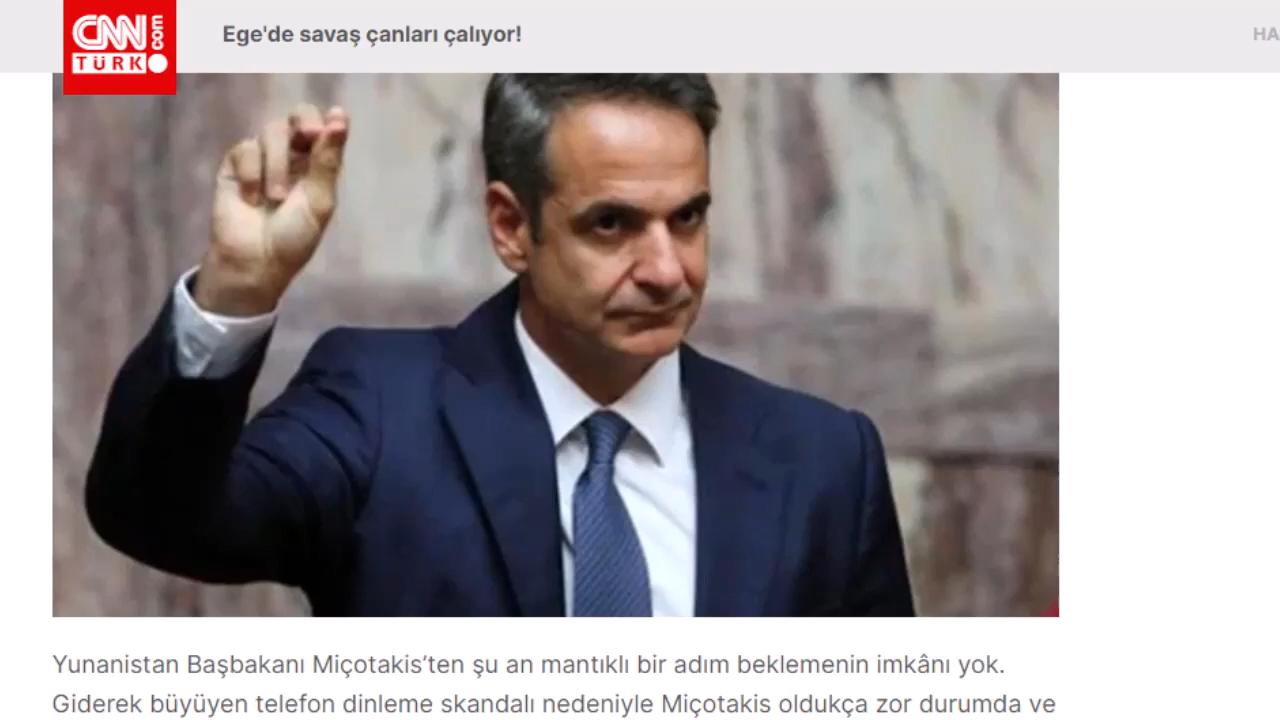 CNN.com
TÜRK
Ege'de savaş çanları çalıyor!
HA
Yunanistan Başbakanı Miçotakis’ten şu an mantıklı bir adım beklemenin imkânı yok.
Giderek büyüyen telefon dinleme skandalı nedeniyle Miçotakis oldukça zor durumda ve